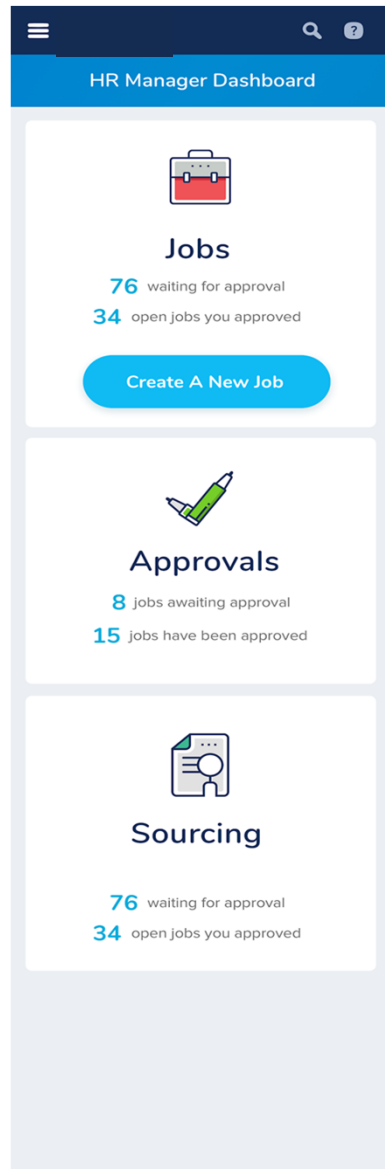 ?
HR Manager Dashboard
Jobs
76 waiting for approval
34 open jobs you approved
Create A New Job
Approvals
8 jobs awaiting approval
15 jobs have been approved
Sourcing
76 waiting for approval
34 open jobs you approved